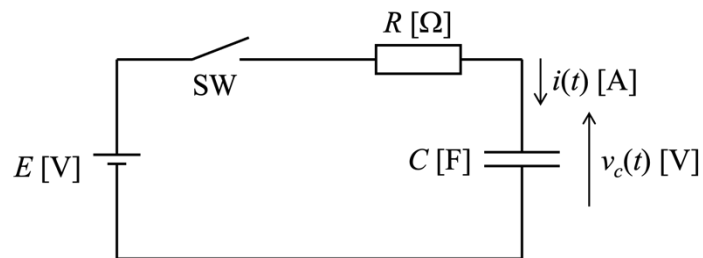 R [Ω]
SW
i(t) [A]
E [V]
C [F]
v_c(t) [V]